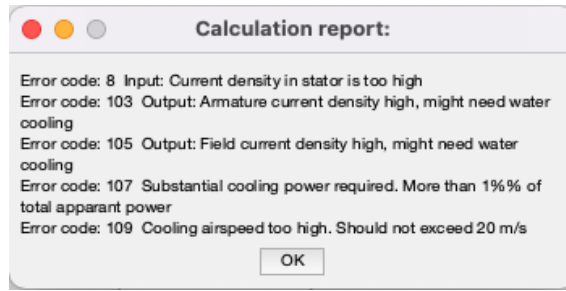 Calculation report:
Error code: 8  Input: Current density in stator is too high
Error code: 103  Output: Armature current density high, might need water
cooling
Error code: 105  Output: Field current density high, might need water
cooling
Error code: 107  Substantial cooling power required. More than 1%% of
total apparant power
Error code: 109  Cooling airspeed too high. Should not exceed 20 m/s
OK